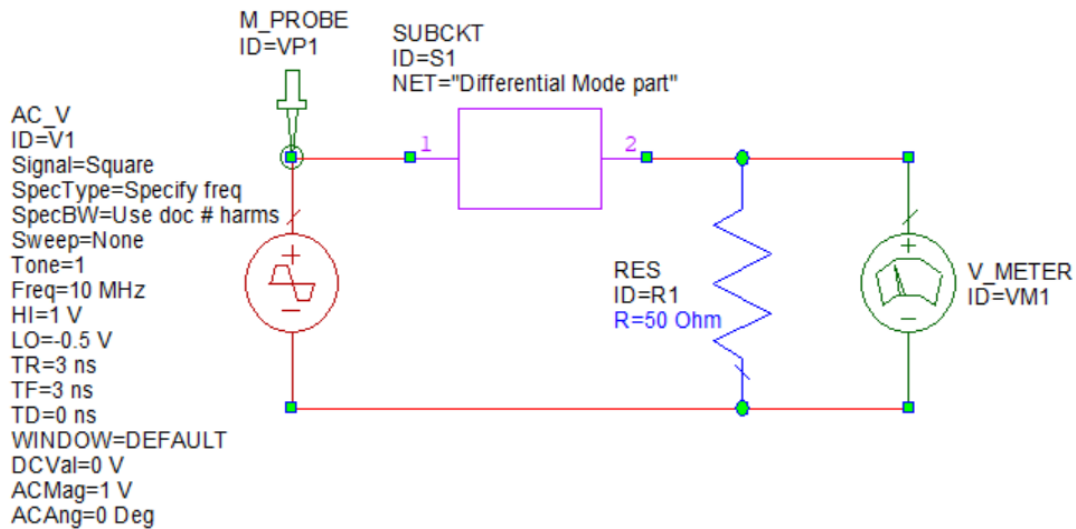 M_PROBE
ID=VP1
SUBCKT
ID=S1
NET="Differential Mode part"
AC_V
ID=V1
Signal=Square
SpecType=Specify freq
SpecBW=Use doc # harms
Sweep=None
Tone=1
Freq=10 MHz
HI=1 V
LO=-0.5 V
TR=3 ns
TF=3 ns
TD=0 ns
WINDOW=DEFAULT
DCVal=0 V
ACMag=1 V
ACAng=0 Deg
1
2
RES
ID=R1
R=50 Ohm
V_METER
ID=VM1